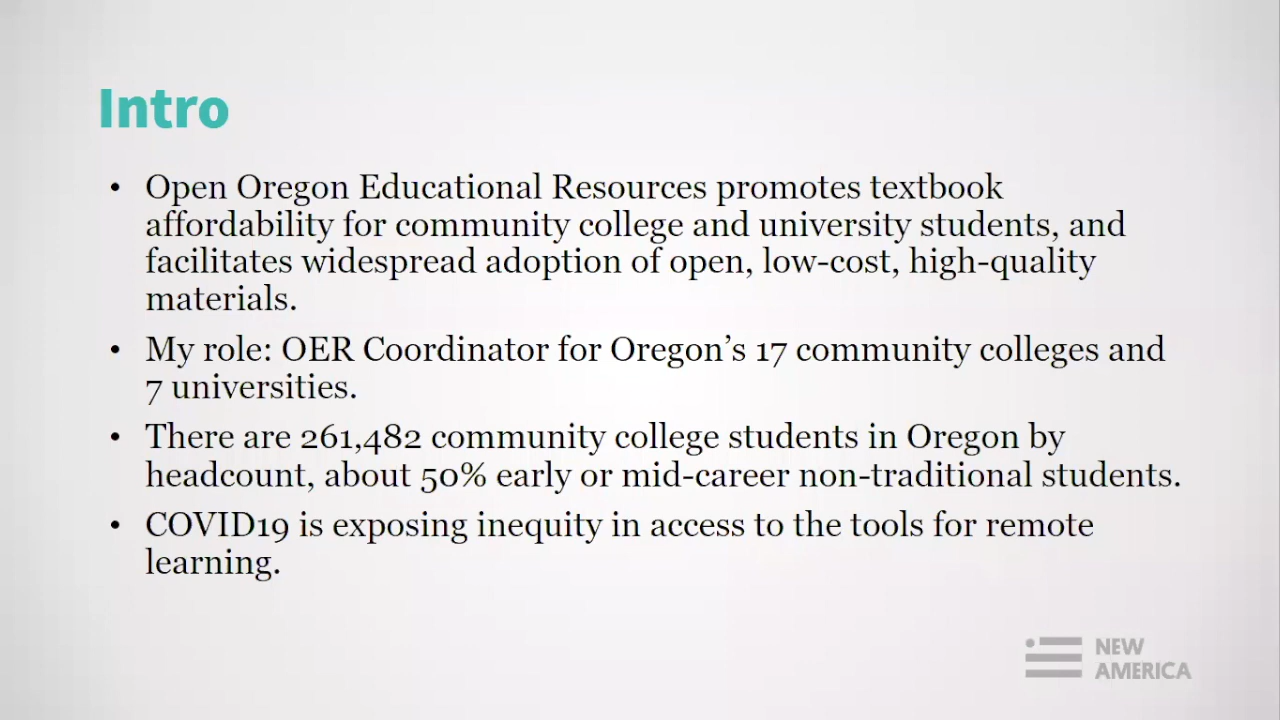 Intro
• Open Oregon Educational Resources promotes textbook
affordability for community college and university students, and
facilitates widespread adoption of open, low-cost, high-quality
materials.
• My role: OER Coordinator for Oregon’s 17 community colleges and
7 universities.
• There are 261,482 community college students in Oregon by
headcount, about 50% early or mid-career non-traditional students.
• COVID19 is exposing inequity in access to the tools for remote
learning.
NEW
AMERICA